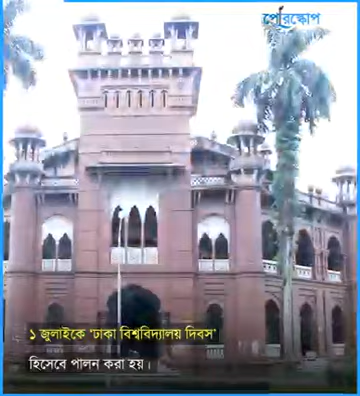 পেরিস্কোপ
১ জুলাইকে ‘ঢাকা বিশ্ববিদ্যালয় দিবস’
হিসেবে পালন করা হয়।